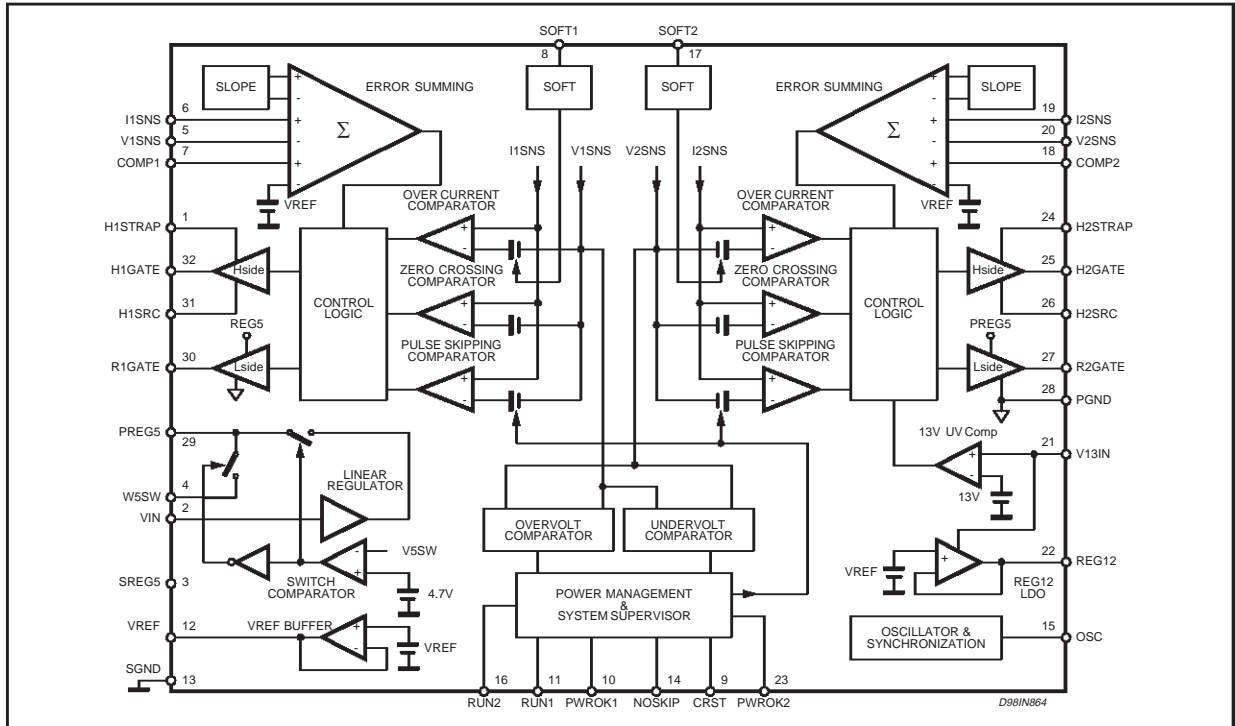 SOFT1
SOFT2
8
17
SLOPE
+
-
ERROR SUMMING
SOFT
SOFT
ERROR SUMMING
+
-
SLOPE
6
I1SNS
+
Σ
5
V1SNS
-
7
COMP1
+
-
VREF
19
I2SNS
+
Σ
20
V2SNS
-
18
COMP2
+
-
VREF
I1SNS
V1SNS
V2SNS
I2SNS
OVER CURRENT
COMPARATOR
+
-
OVER CURRENT
COMPARATOR
+
-
1
H1STRAP
24
H2STRAP
32
H1GATE
Hside
25
H2GATE
Hside
ZERO CROSSING
COMPARATOR
+
-
ZERO CROSSING
COMPARATOR
+
-
CONTROL
LOGIC
CONTROL
LOGIC
31
H1SRC
26
H2SRC
REG5
PREG5
PULSE SKIPPING
COMPARATOR
+
-
PULSE SKIPPING
COMPARATOR
+
-
30
R1GATE
Lside
27
R2GATE
Lside
28
PGND
PREG5
29
13V UV Comp
21
V13IN
+
-
13V
4
W5SW
LINEAR
REGULATOR
2
VIN
OVERVOLT
COMPARATOR
UNDERVOLT
COMPARATOR
-
V5SW
+
SWITCH
COMPARATOR
4.7V
VREF
+
22
REG12
REG12
LDO
SREG5
3
POWER MANAGEMENT
&
SYSTEM SUPERVISOR
VREF
12
VREF BUFFER
+
-
VREF
OSCILLATOR &
SYNCHRONIZATION
15
OSC
SGND
13
16
11
10
14
9
23
RUN2
RUN1
PWROK1
NOSKIP
CRST
PWROK2
D98IN864